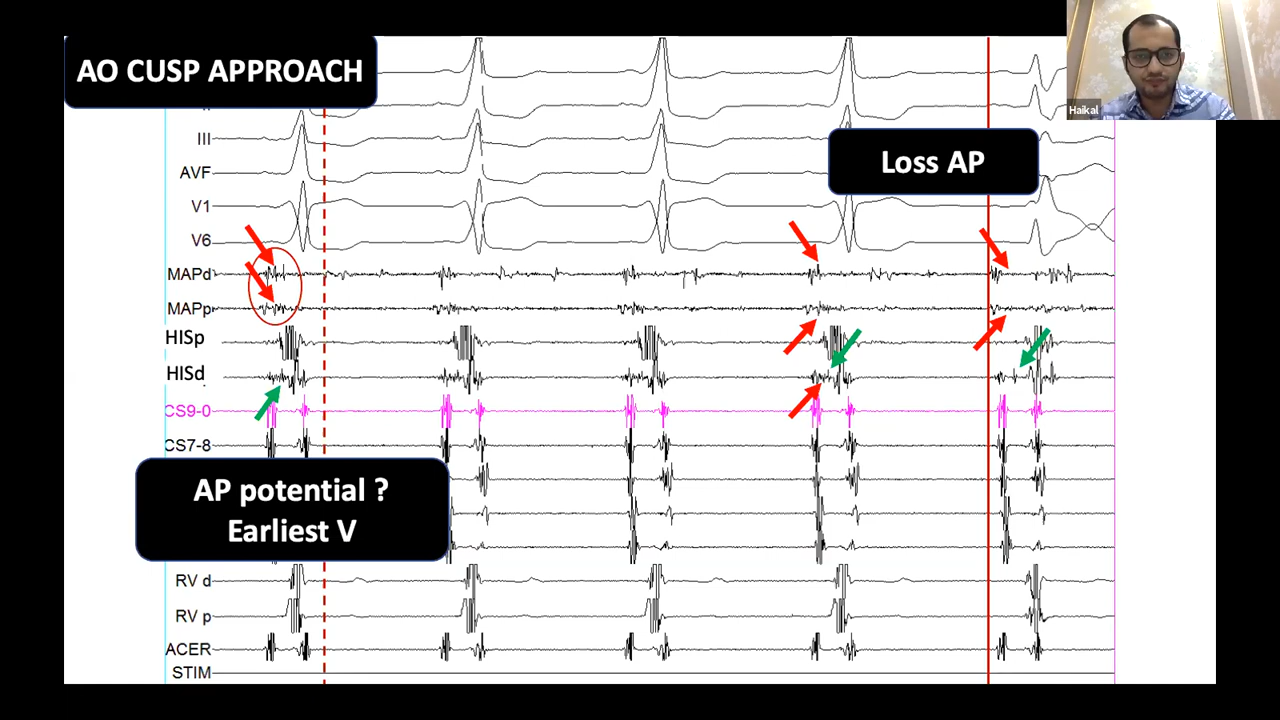 AO CUSP APPROACH
Haikal
III
Loss AP
AVF
V1
V6
MAPd
MAPp
HISp
HISd
CS9-0
CS7-8
AP potential ?
Earliest V
RV d
RV p
ACER
STIM